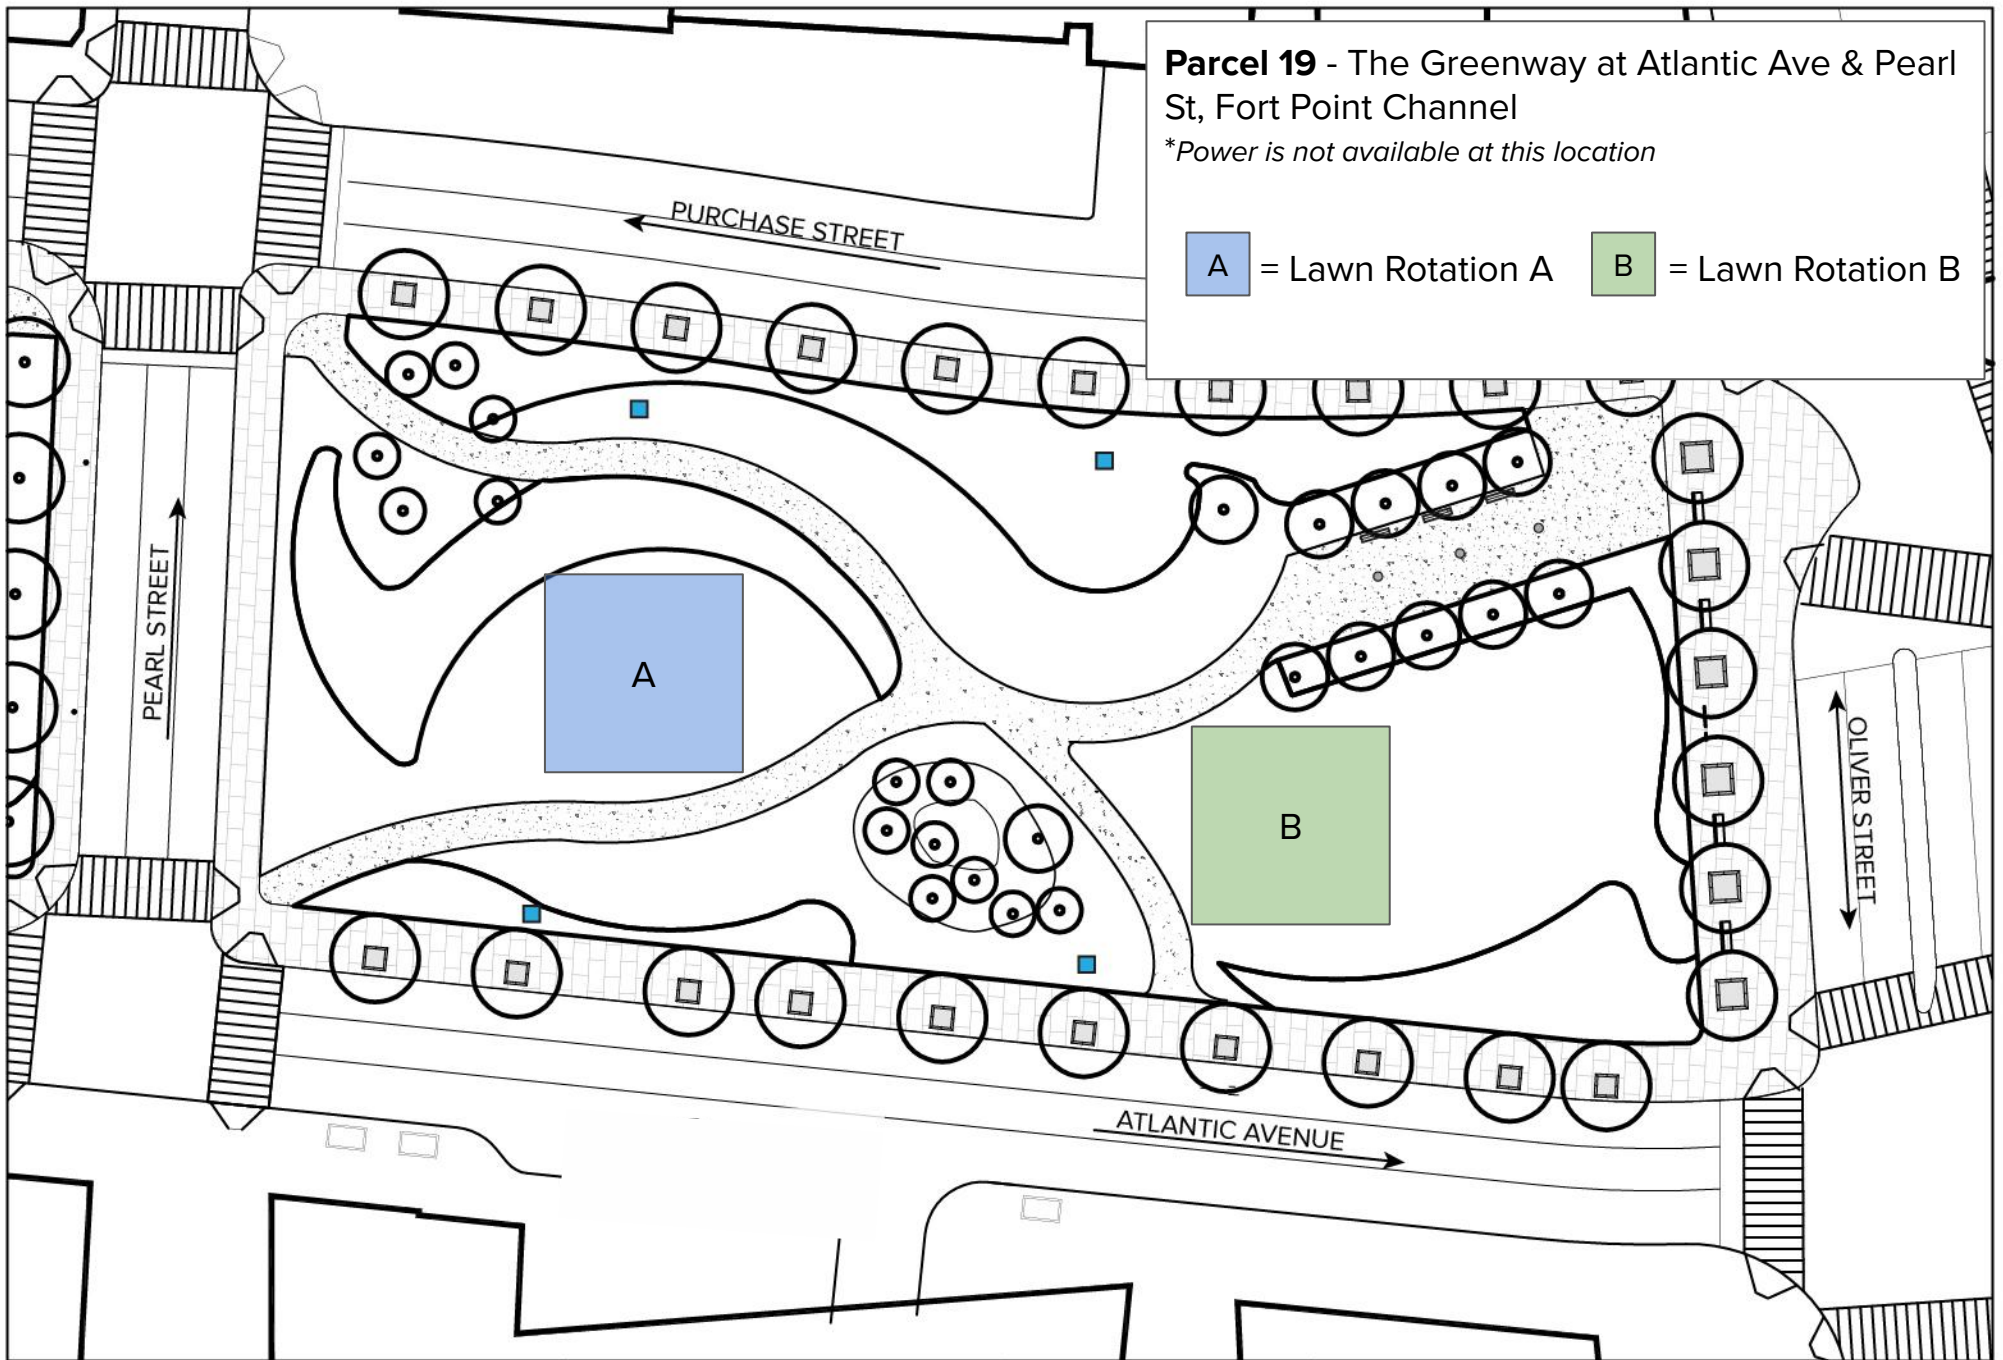 Parcel 19 - The Greenway at Atlantic Ave & Pearl
St, Fort Point Channel
*Power is not available at this location
A = Lawn Rotation A
B = Lawn Rotation B
PURCHASE STREET
PEARL STREET
A
B
OLIVER STREET
ATLANTIC AVENUE